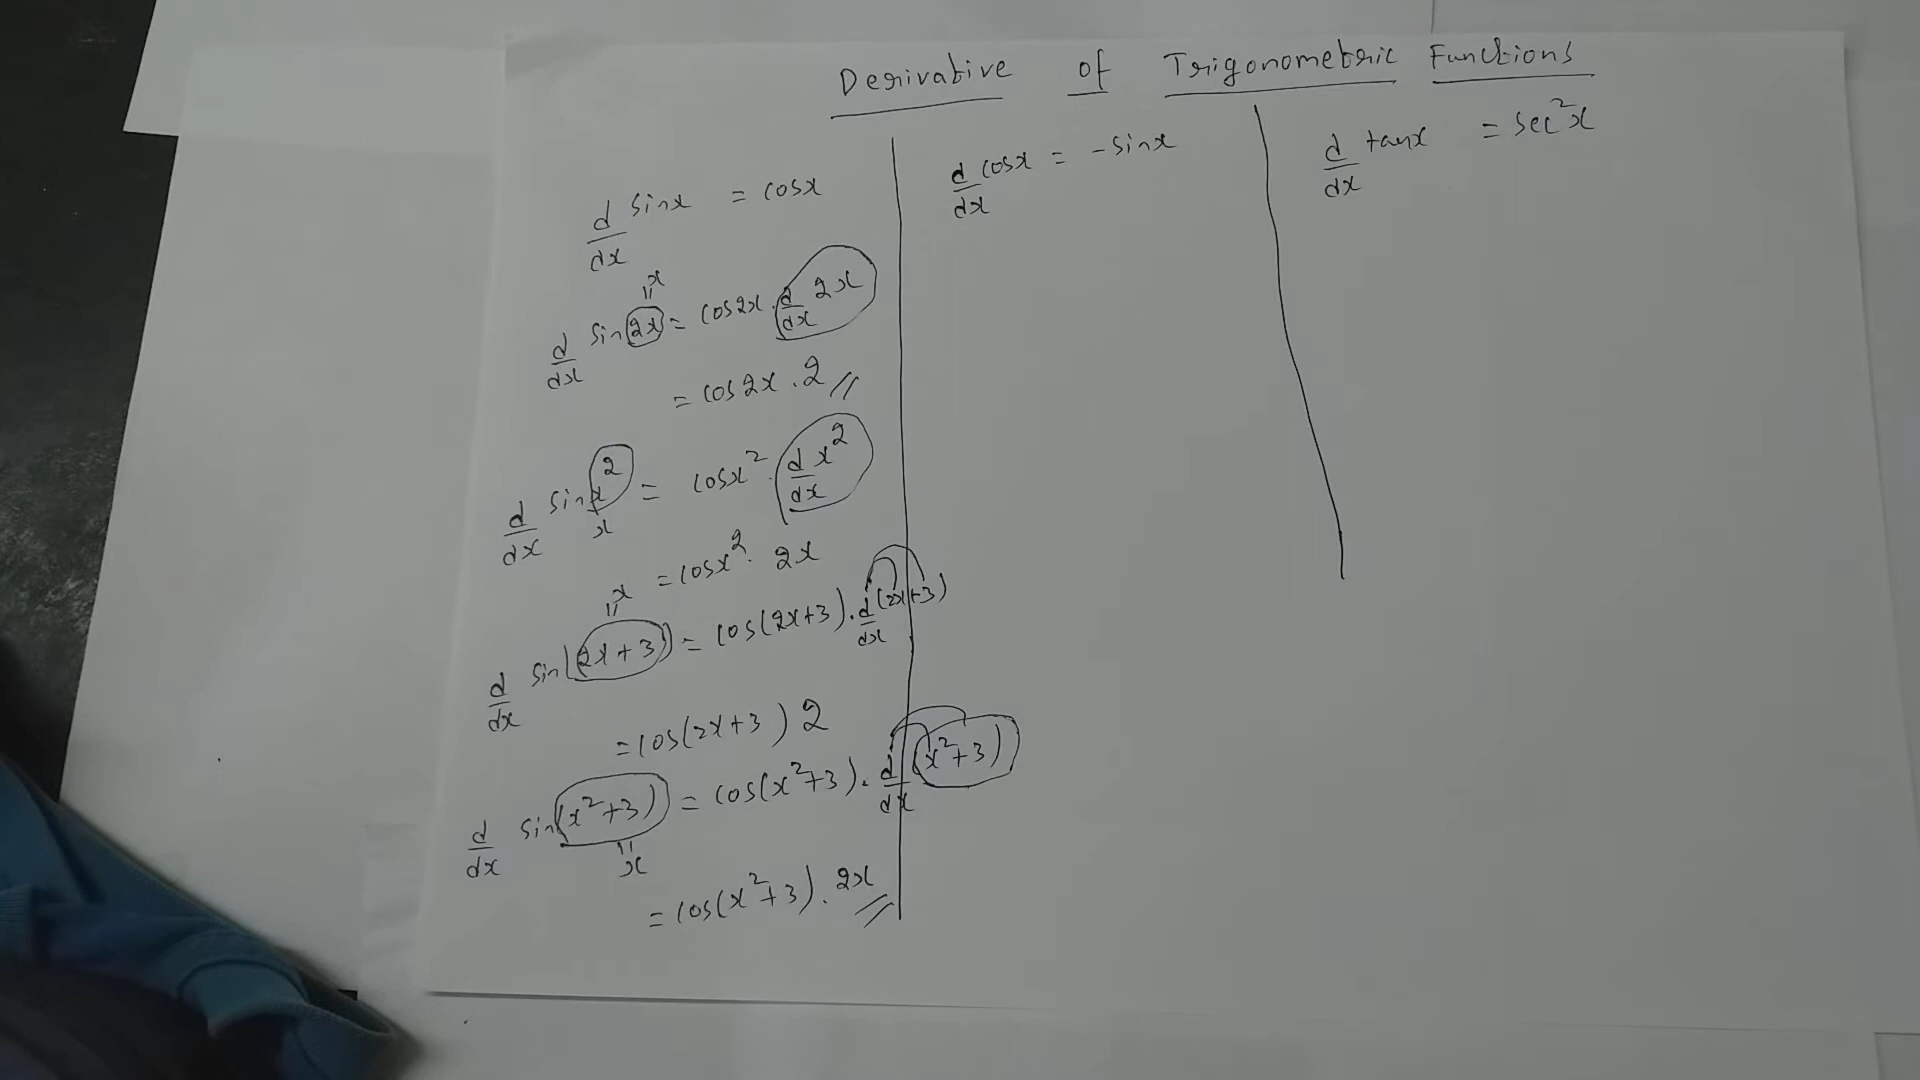 Derivative of Trigonometric Functions
d/dx sinx = cosx
x
=
d/dx sin2x = cos2x . d/dx 2x
= cos2x . 2 //
d/dx sinx² = cosx² . d/dx x²
x
= cosx² . 2x
x
=
d/dx sin(2x+3) = cos(2x+3) . d/dx (2x+3)
= cos(2x+3) 2
d/dx sin(x²+3) = cos(x²+3) . d/dx (x²+3)
=
x
= cos(x²+3) . 2x //
d/dx cosx = -sinx
d/dx tanx = sec²x